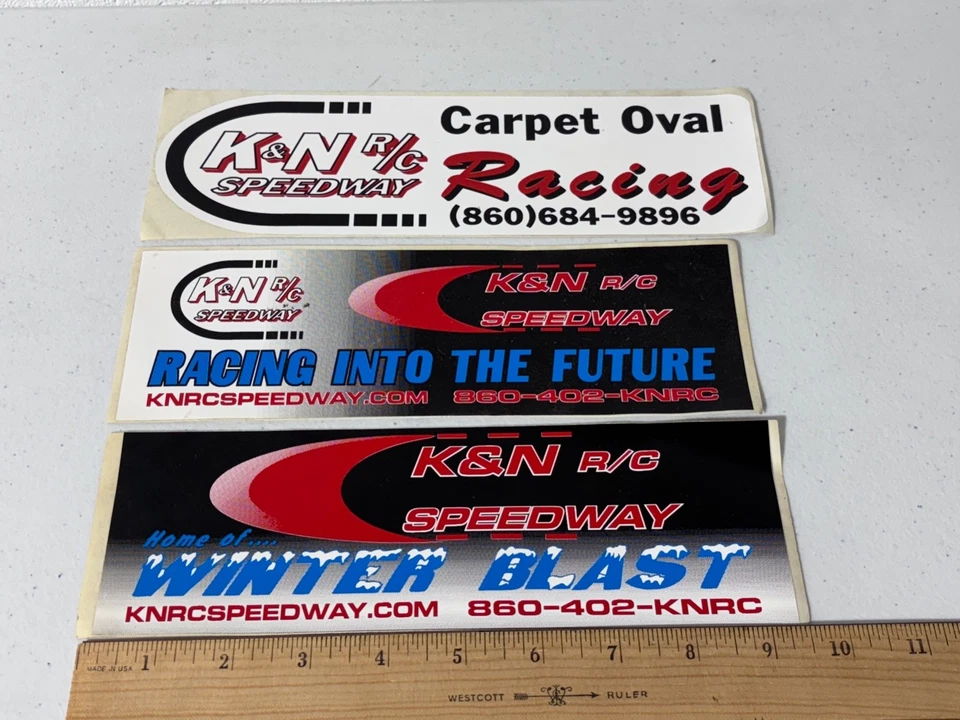 K&N R/C
SPEEDWAY
Carpet Oval
Racing
(860)684-9896
K&N R/C
SPEEDWAY
K&N R/C
SPEEDWAY
RACING INTO THE FUTURE
KNRCSPEEDWAY.COM 860-402-KNRC
K&N R/C
SPEEDWAY
Home of....
WINTER BLAST
KNRCSPEEDWAY.COM 860-402-KNRC
MADE IN USA 1 2 3 4 5 6 7 8 9 10 11
WESTCOTT RULER